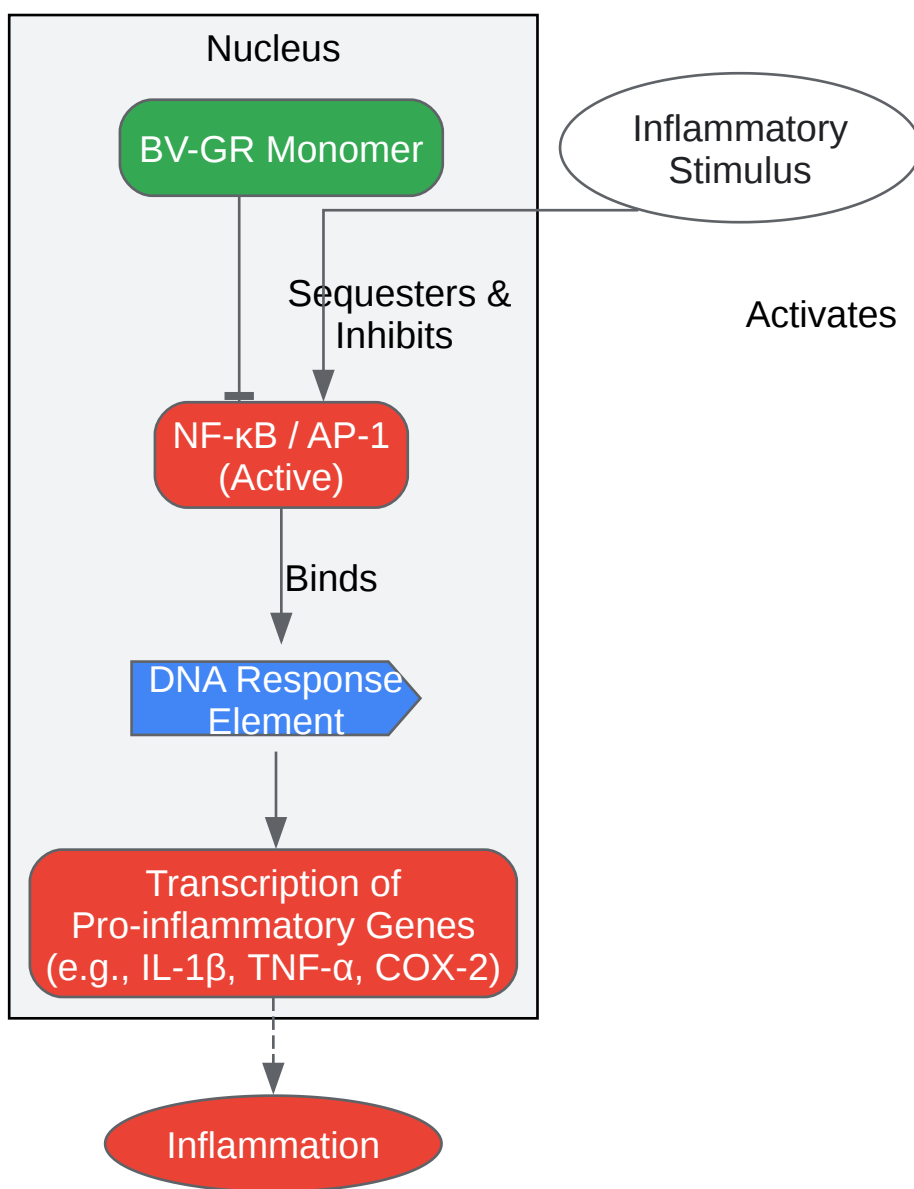 Nucleus
BV-GR Monomer
Inflammatory
Stimulus
Sequesters &
Inhibits
Activates
NF-κB / AP-1
(Active)
Binds
DNA Response
Element
Transcription of
Pro-inflammatory Genes
(e.g., IL-1β, TNF-α, COX-2)
Inflammation